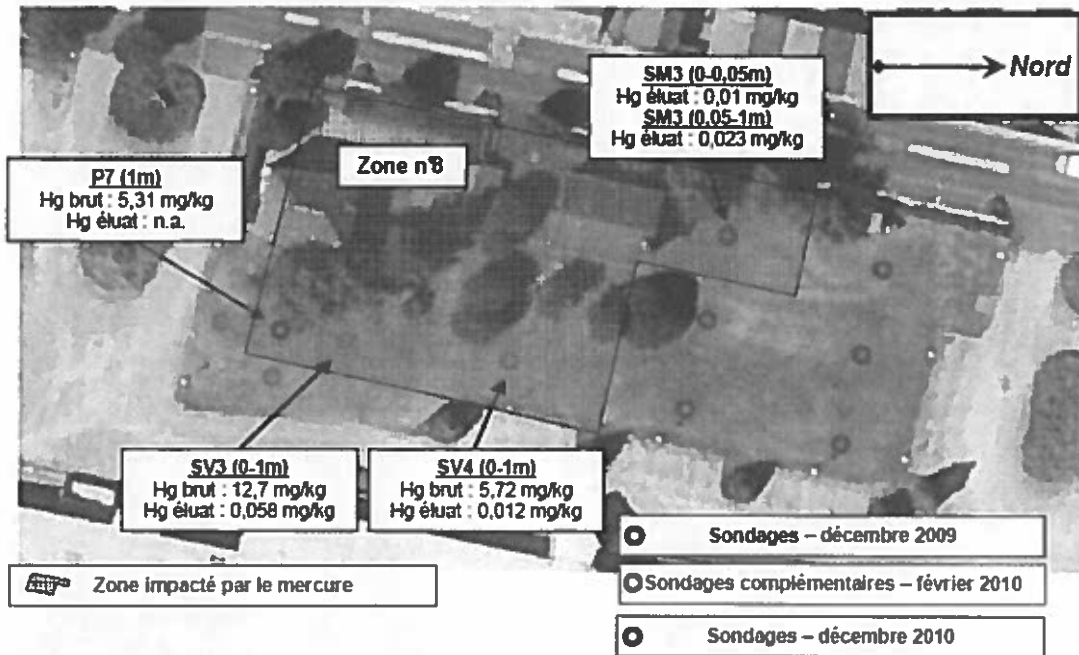 Nord
SM3 (0-0,05m)
Hg éluat : 0,01 mg/kg
SM3 (0,05-1m)
Hg éluat : 0,023 mg/kg
Zone n°8
P7 (1m)
Hg brut : 5,31 mg/kg
Hg éluat : n.a.
SV3 (0-1m)
Hg brut : 12,7 mg/kg
Hg éluat : 0,058 mg/kg
SV4 (0-1m)
Hg brut : 5,72 mg/kg
Hg éluat : 0,012 mg/kg
Sondages – décembre 2009
Zone impacté par le mercure
Sondages complémentaires – février 2010
Sondages – décembre 2010